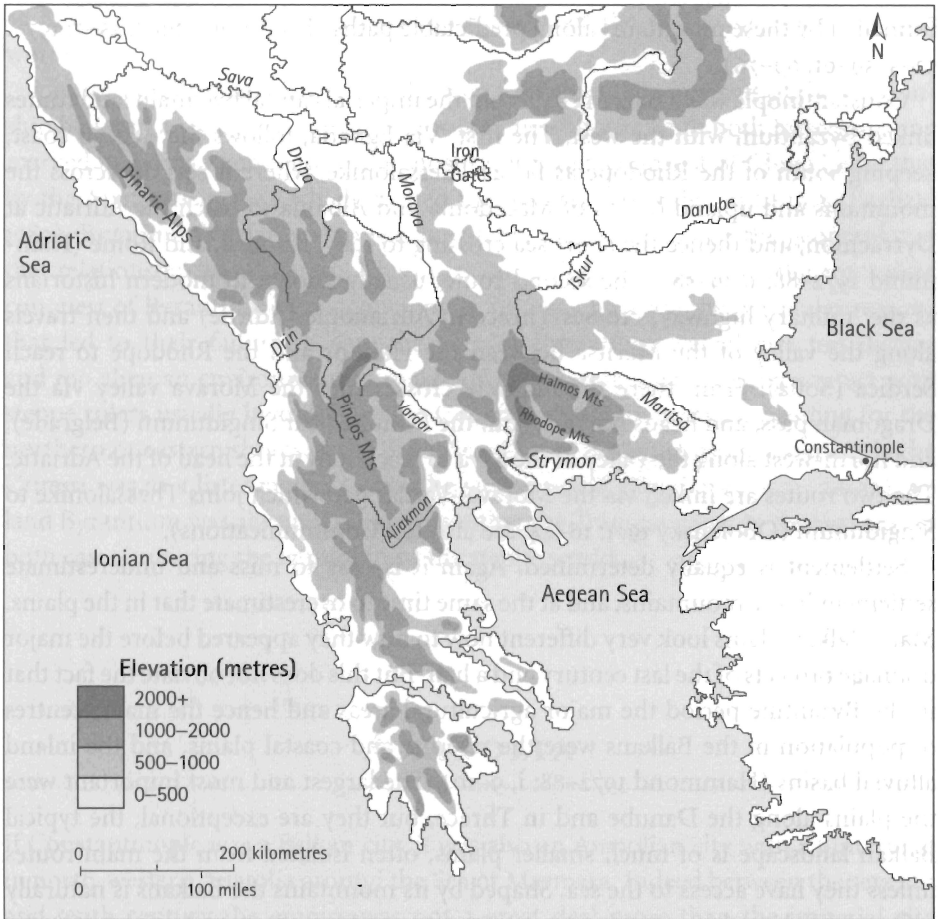 N
Sava
Iron
Gates
Drina
Morava
Dinaric Alps
Danube
Adriatic
Sea
Iskur
Black Sea
Drin
Halmos Mts
Pindos Mts
Vardar
Maritsa
Rhodope Mts
Constantinople
Strymon
Aliakmon
Ionian Sea
Aegean Sea
Elevation (metres)
2000+
1000–2000
500–1000
0–500
0 200 kilometres
0 100 miles